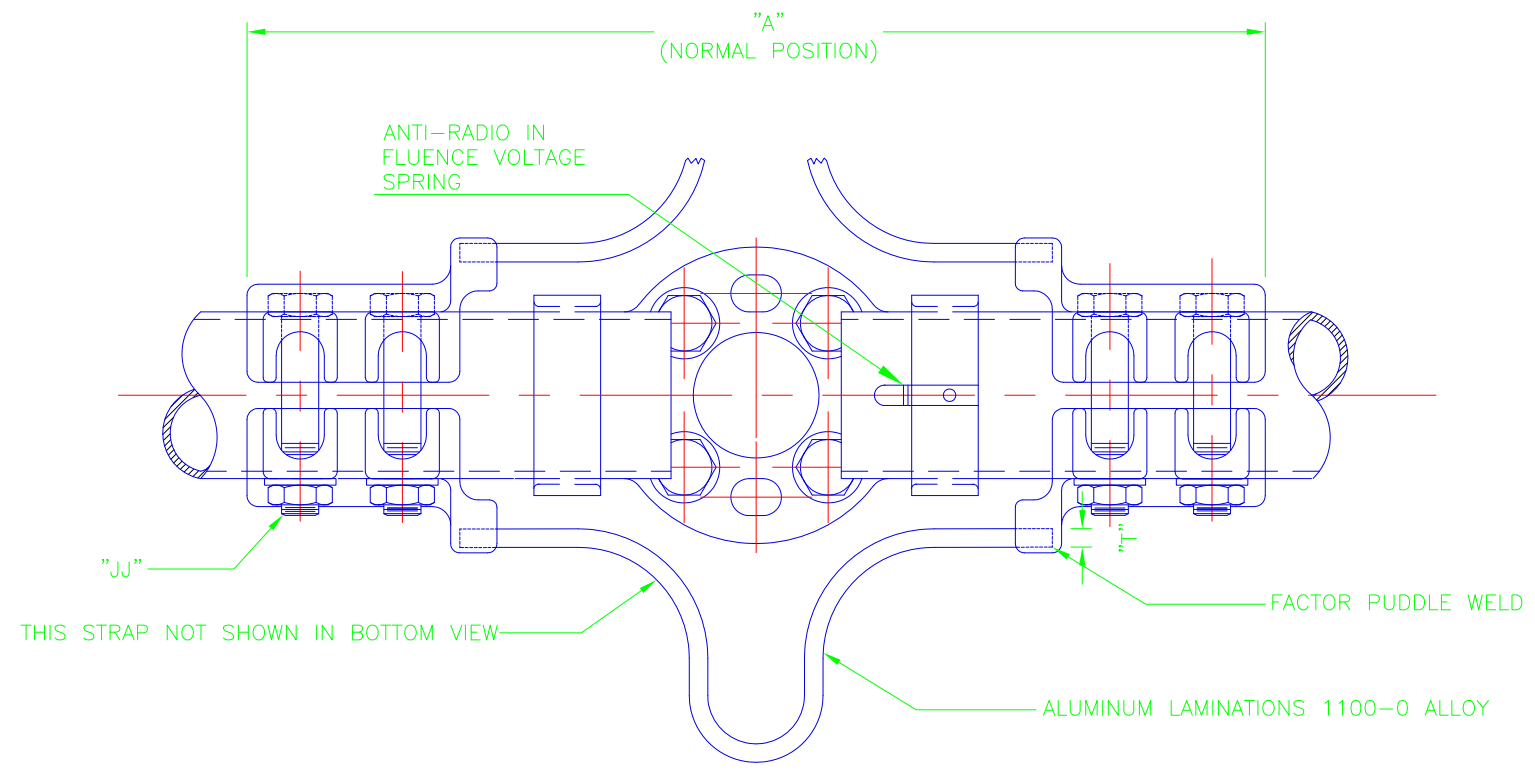 "A"
(NORMAL POSITION)
ANTI-RADIO IN
FLUENCE VOLTAGE
SPRING
"T"
"JJ"
FACTOR PUDDLE WELD
THIS STRAP NOT SHOWN IN BOTTOM VIEW
ALUMINUM LAMINATIONS 1100-0 ALLOY